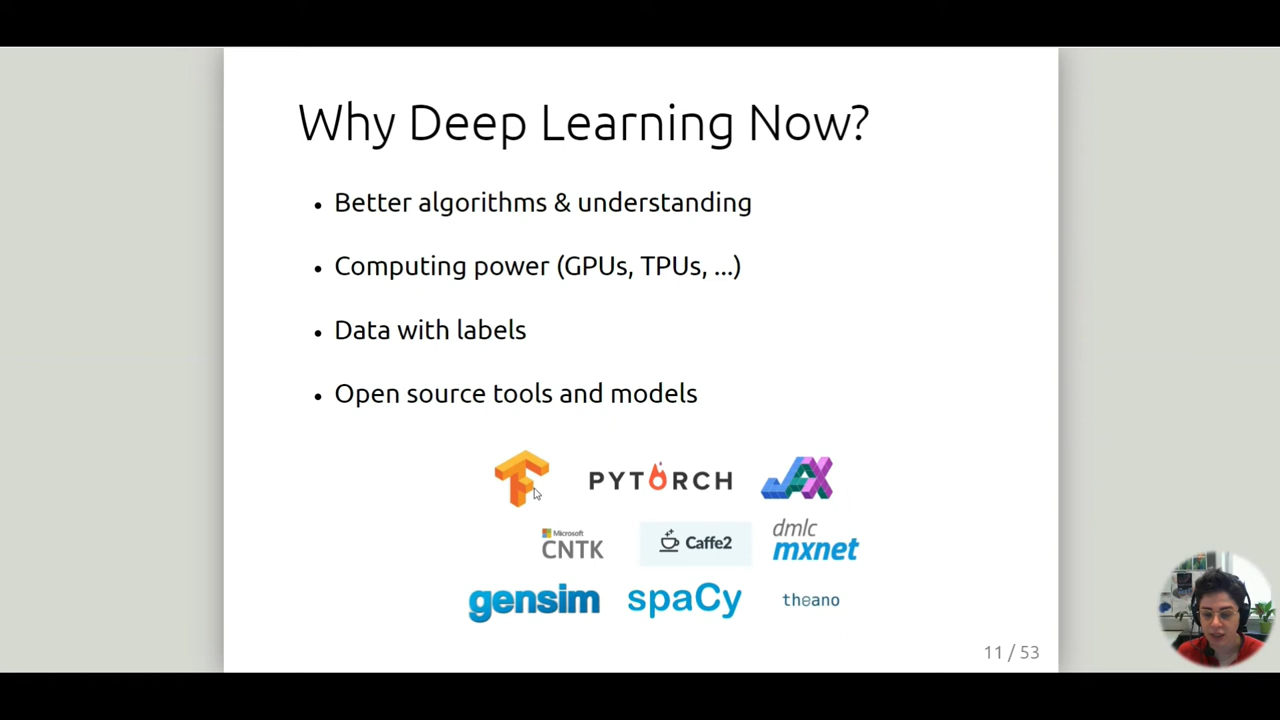 Why Deep Learning Now?
• Better algorithms & understanding
• Computing power (GPUs, TPUs, ...)
• Data with labels
• Open source tools and models
TF PYTORCH JAX
Microsoft
CNTK Caffe2 dmlc
mxnet
gensim spaCy theano
11 / 53